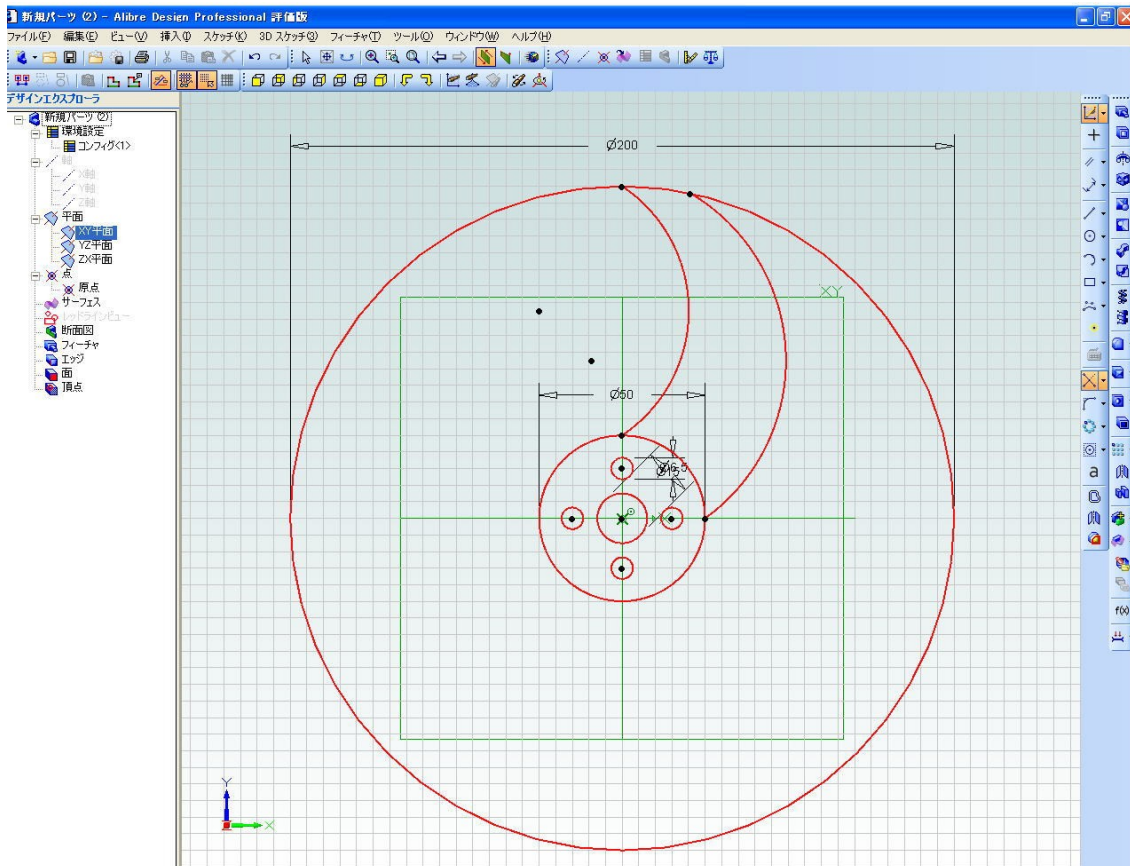 新規パーツ (2) - Alibre Design Professional 評価版
ファイル(F) 編集(E) ビュー(V) 挿入(I) スケッチ(K) 3D スケッチ(3) フィーチャ(T) ツール(O) ウィンドウ(W) ヘルプ(H)
デザインエクスプローラ
新規パーツ (2)
環境設定
コンフィグ<1>
軸
X軸
Y軸
Z軸
平面
XY平面
YZ平面
ZX平面
点
原点
サーフェス
レッドラインビュー
断面図
フィーチャ
エッジ
面
頂点
Ø200
XY
Ø50
Ø15
Y
X
a
f(x)